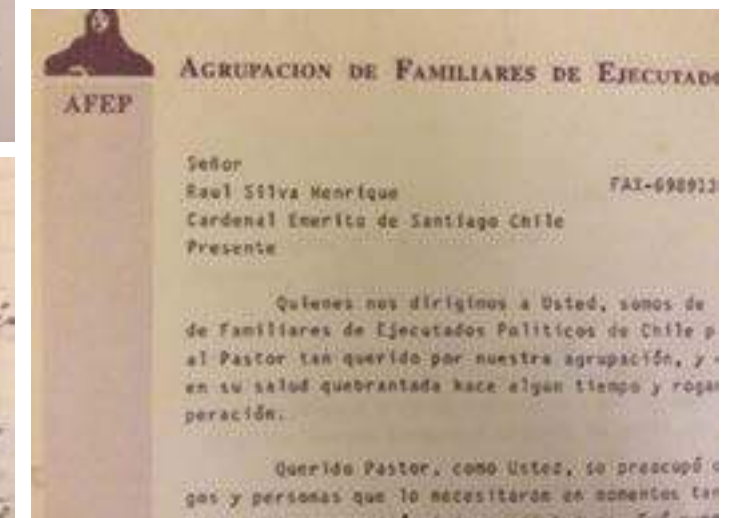 AFEP
AGRUPACION DE FAMILIARES DE EJECUTADO
Señor
Raul Silva Henrique
FAX-698913
Cardenal Emerito de Santiago Chile
Presente
Quienes nos dirigimos a Usted, somos de
de Familiares de Ejecutados Politicos de Chile p
al Pastor tan querido por nuestra agrupación, y
en su salud quebrantada hace algun tiempo y rogan
peración.
Querido Pastor, como Usted, se preocupó
gos y personas que lo necesitaron en momentos tan